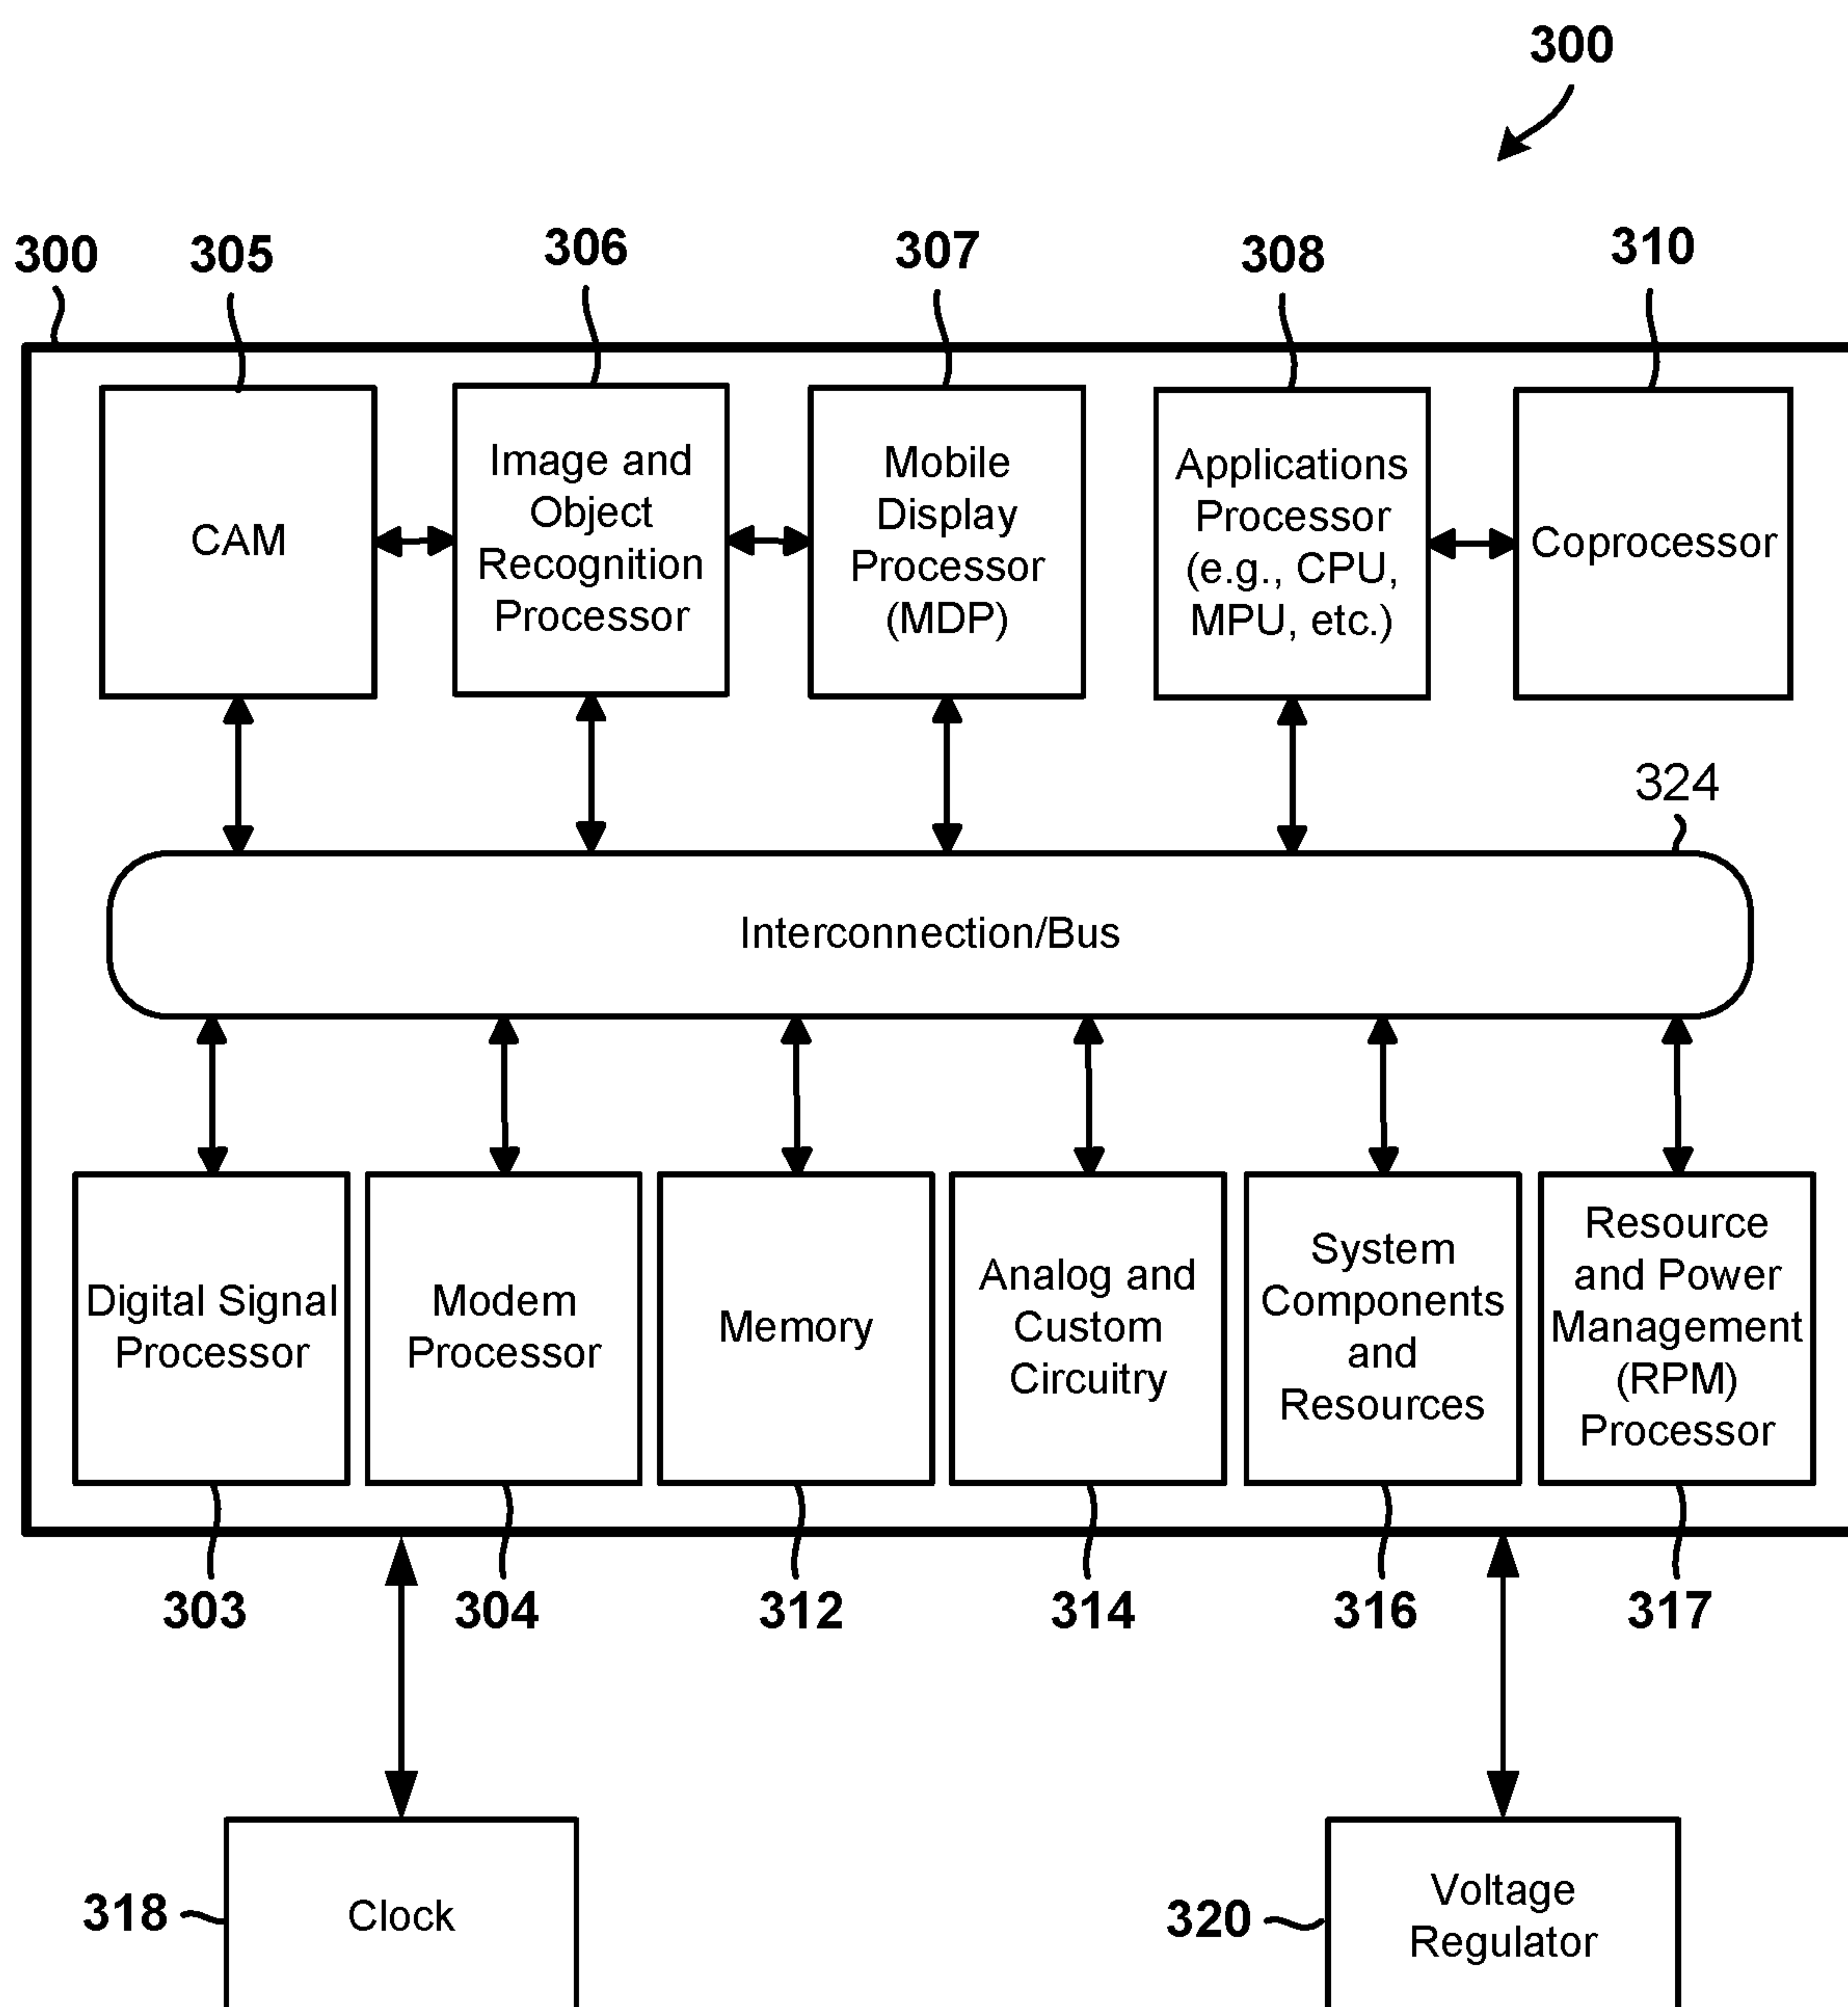 300
300
305
306
307
308
310
CAM
Image and
Object
Recognition
Processor
Mobile
Display
Processor
(MDP)
Applications
Processor
(e.g., CPU,
MPU, etc.)
Coprocessor
324
Interconnection/Bus
Digital Signal
Processor
Modem
Processor
Memory
Analog and
Custom
Circuitry
System
Components
and
Resources
Resource
and Power
Management
(RPM)
Processor
303
304
312
314
316
317
318
Clock
320
Voltage
Regulator